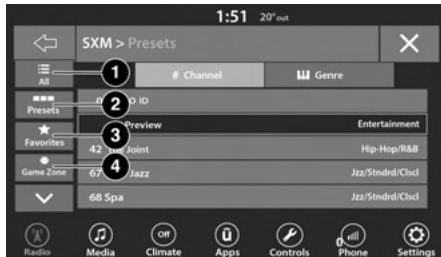 1:51 20° out
SXM > Presets
All
1
# Channel
Genre
Presets
2
ID
Preview
Entertainment
Favorites
3
42 The Joint
Hip-Hop/R&B
Game Zone
4
67 Jazz
Jzz/Stndrd/Clscl
68 Spa
Jzz/Stndrd/Clscl
Off
û
0
Radio
Media
Climate
Apps
Controls
Phone
Settings